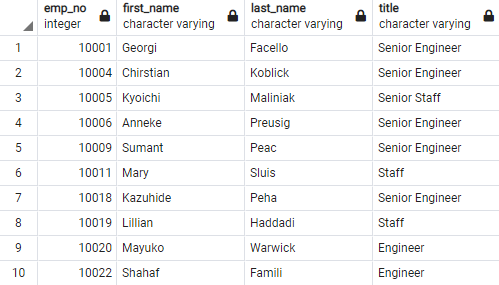 emp_no first_name last_name title
integer character varying character varying character varying
1 10001 Georgi Facello Senior Engineer
2 10004 Chirstian Koblick Senior Engineer
3 10005 Kyoichi Maliniak Senior Staff
4 10006 Anneke Preusig Senior Engineer
5 10009 Sumant Peac Senior Engineer
6 10011 Mary Sluis Staff
7 10018 Kazuhide Peha Senior Engineer
8 10019 Lillian Haddadi Staff
9 10020 Mayuko Warwick Engineer
10 10022 Shahaf Famili Engineer